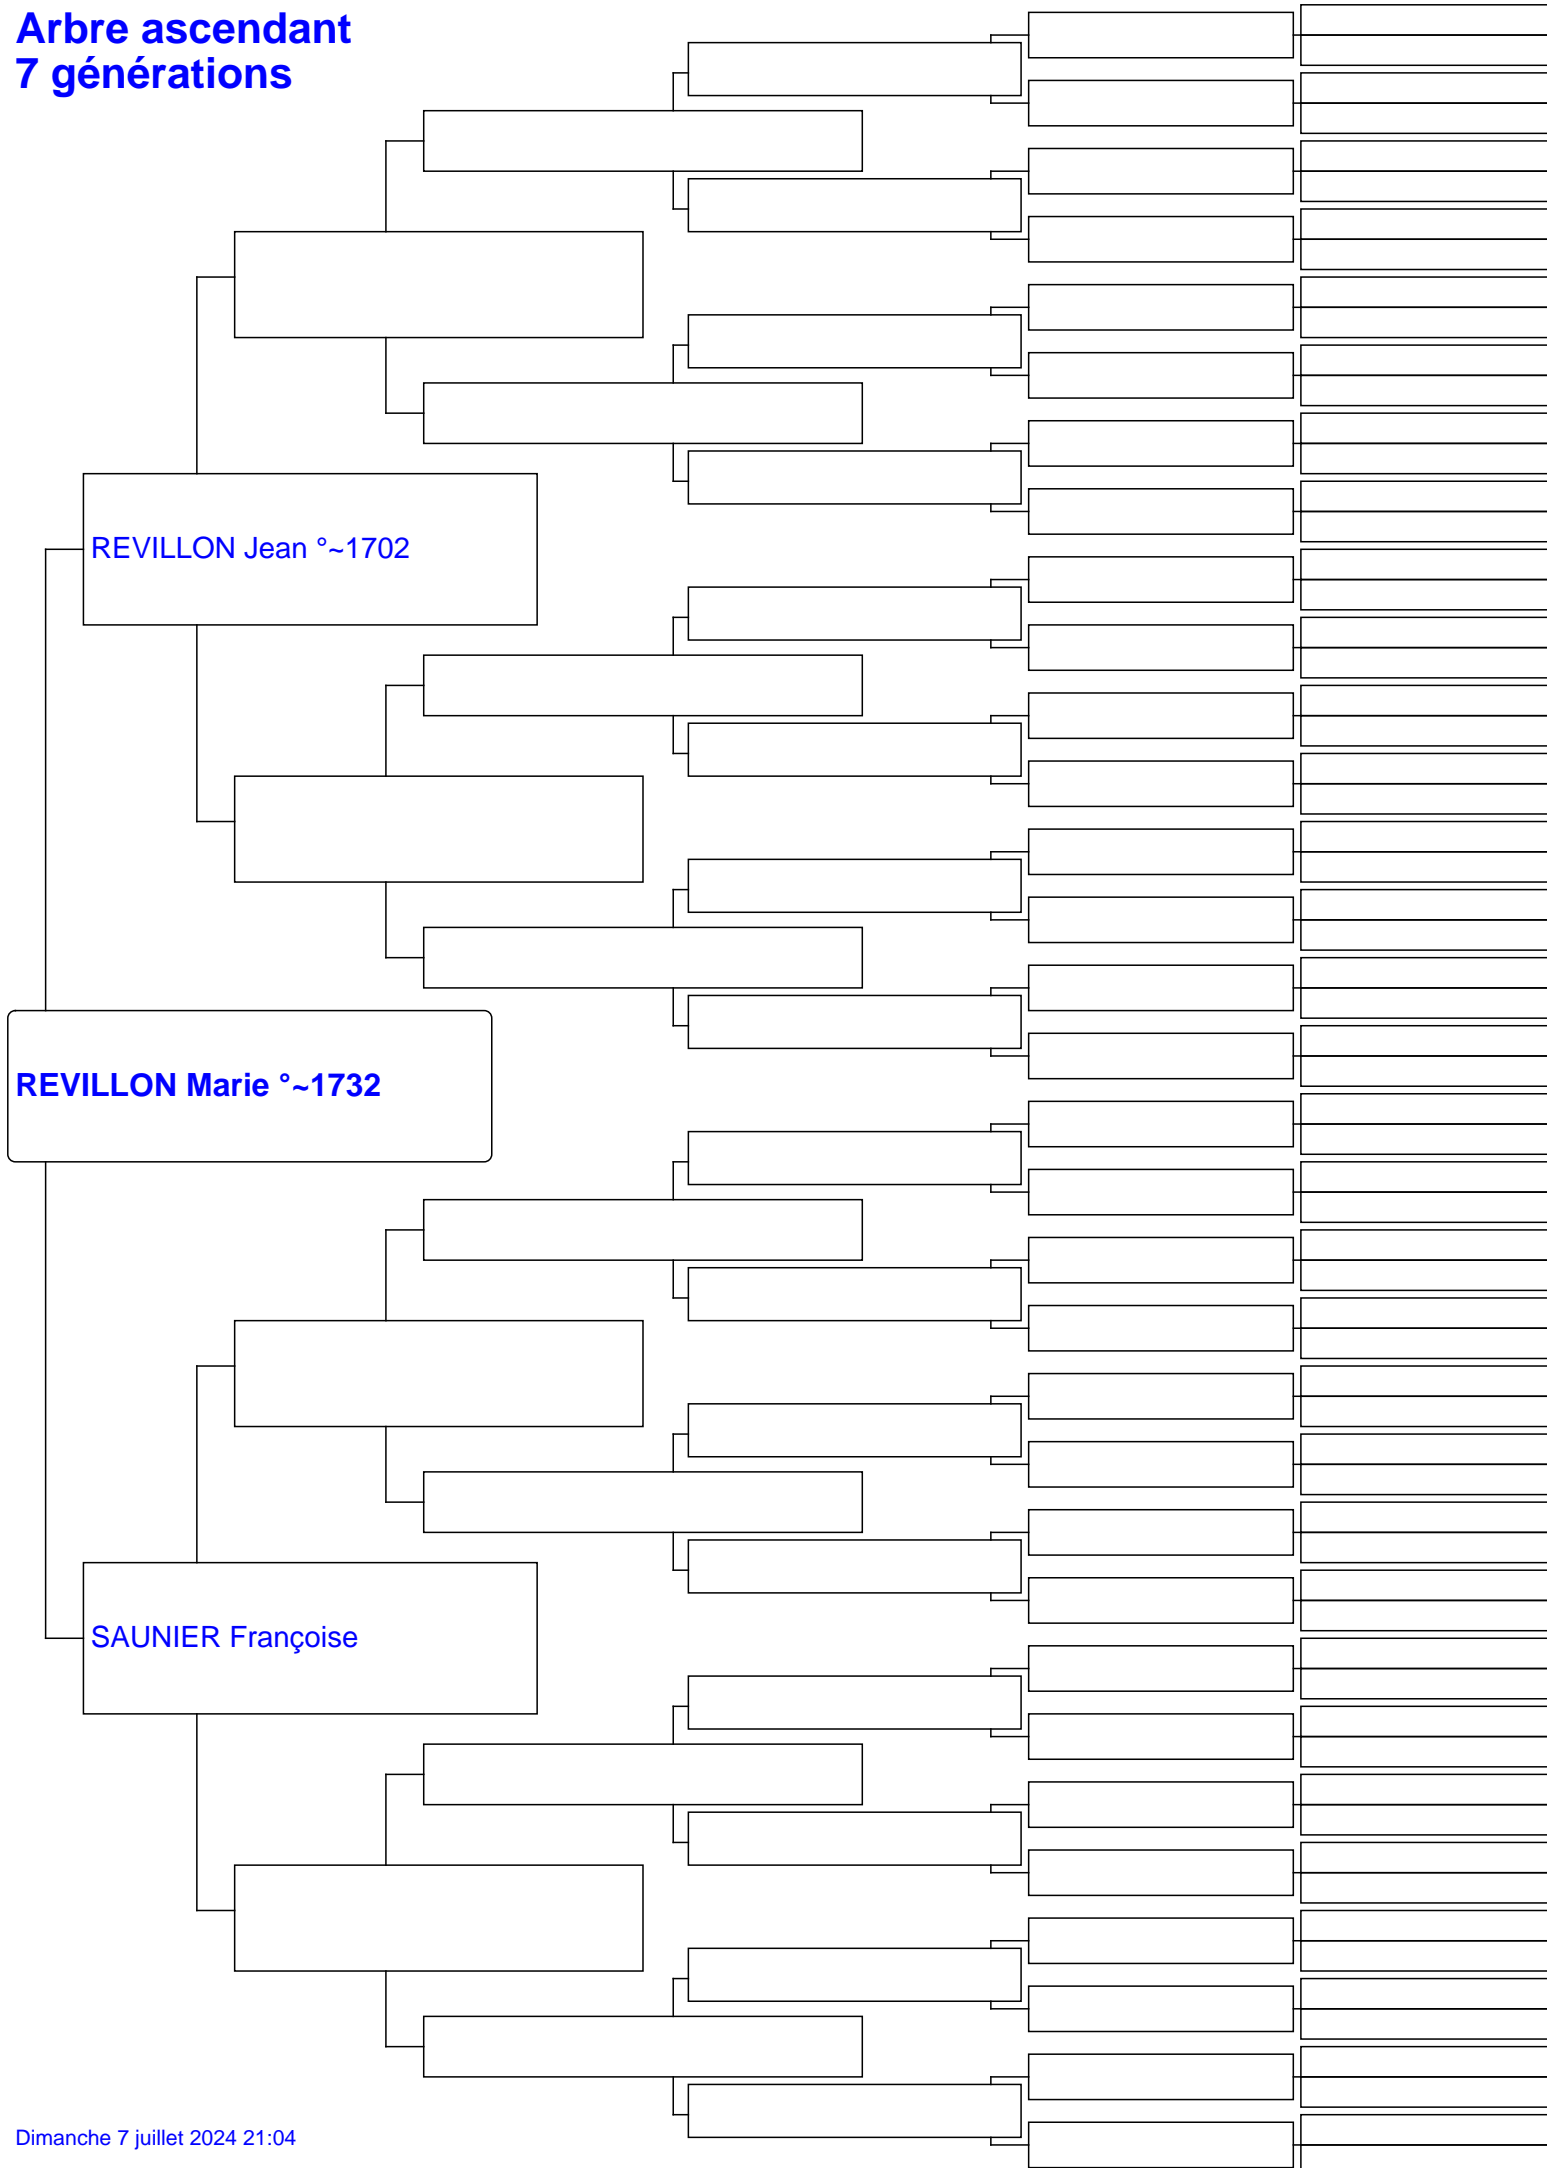 Arbre ascendant
7 générations
REVILLON Jean °~1702
REVILLON Marie °~1732
SAUNIER Françoise
Dimanche 7 juillet 2024 21:04